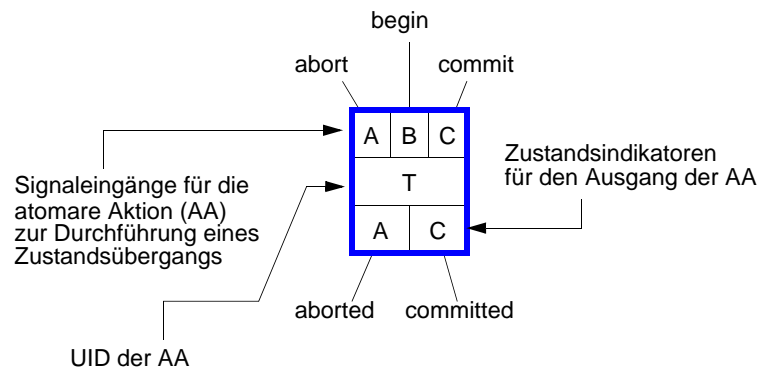 begin
abort
commit
A B C
T
A C
Signaleingänge für die
atomare Aktion (AA)
zur Durchführung eines
Zustandsübergangs
Zustandsindikatoren
für den Ausgang der AA
aborted
committed
UID der AA